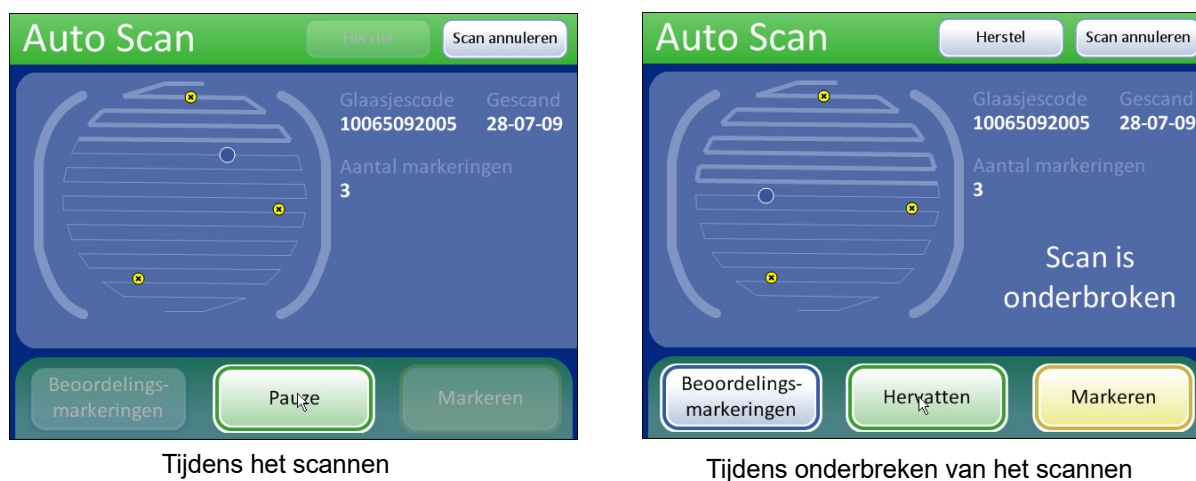 Auto Scan
Herstel
Scan annuleren
Glaasjescode
Gescand
10065092005
28-07-09
Aantal markeringen
3
Beoordelings-
markeringen
Pauze
Markeren
Tijdens het scannen
Auto Scan
Herstel
Scan annuleren
Glaasjescode
Gescand
10065092005
28-07-09
Aantal markeringen
3
Scan is
onderbroken
Beoordelings-
markeringen
Hervatten
Markeren
Tijdens onderbreken van het scannen